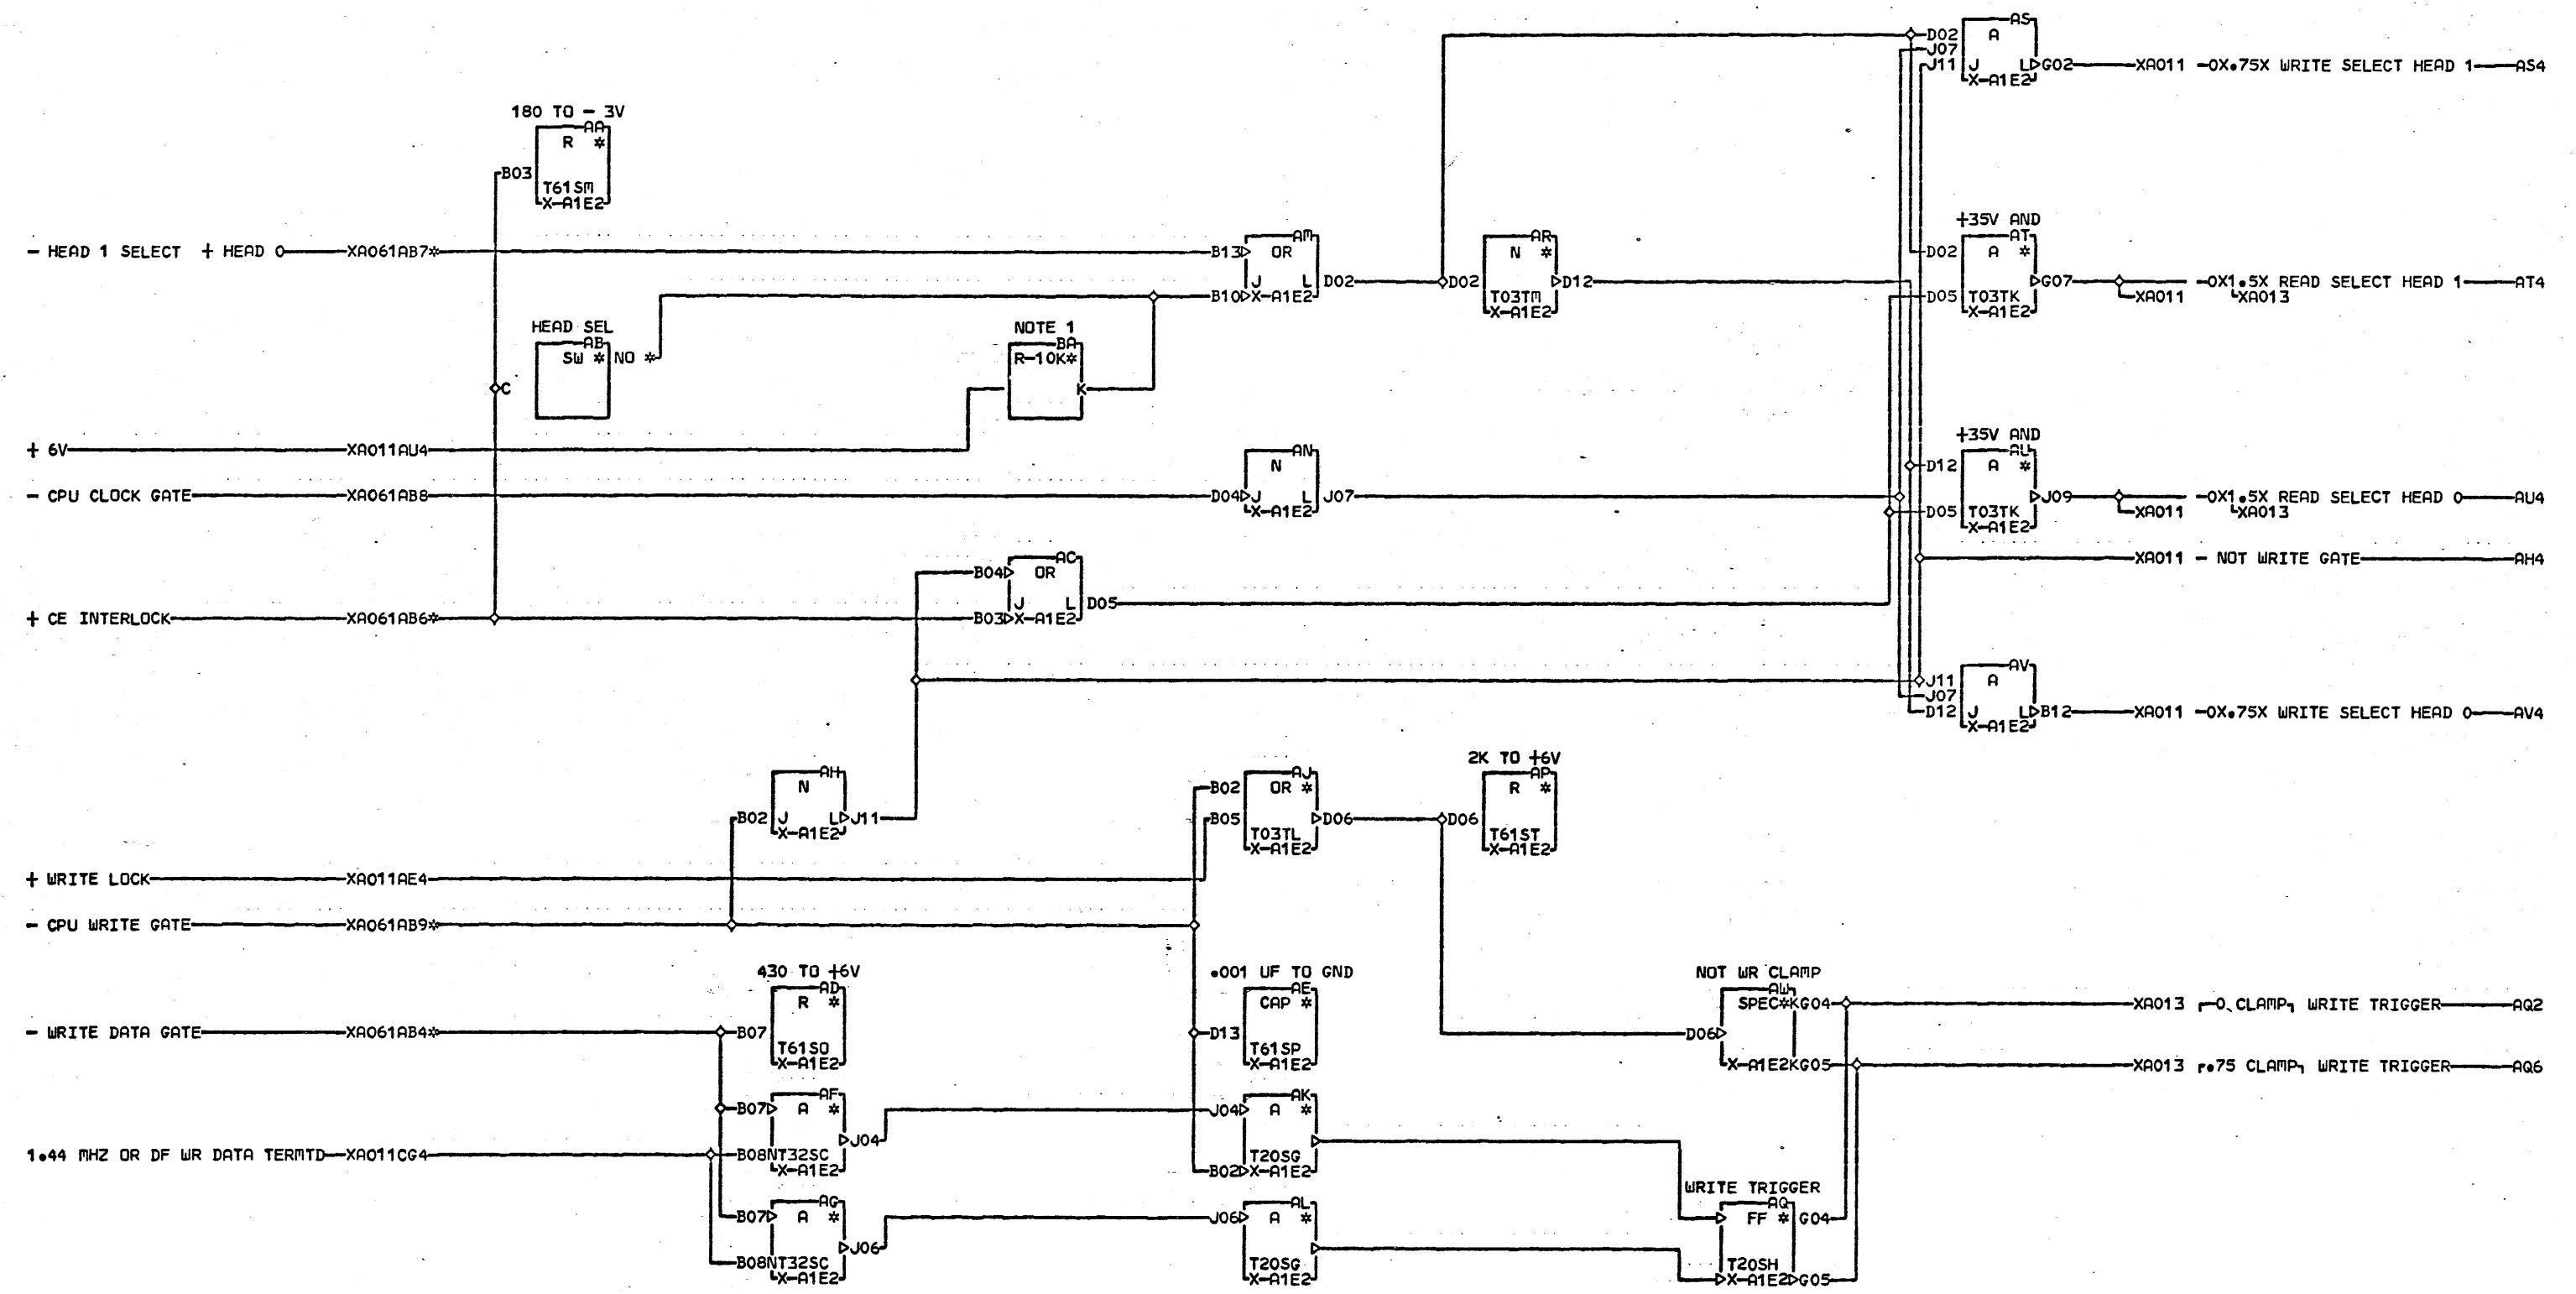 AS
D02 A
J07
J11 J L G02 XA011 -0X.75X WRITE SELECT HEAD 1 AS4
X-A1E2
180 TO - 3V
AA
R *
B03
T61SM
X-A1E2
+35V AND
- HEAD 1 SELECT + HEAD 0 XA061AB7* B13 AM OR
AR
N *
AT
D02 A *
B10 J L X-A1E2 D02 D02 D12
T03TM
X-A1E2
D05 T03TK
X-A1E2
G07 -0X1.5X READ SELECT HEAD 1 AT4
XA011 XA013
HEAD SEL
AB
SW * NO *
NOTE 1
BA
R-10K*
K
C
+35V AND
+ 6V XA011AU4
AN
N
AU
D12 A *
- CPU CLOCK GATE XA061AB8 D04 J L J07
X-A1E2
J09 -0X1.5X READ SELECT HEAD 0 AU4
D05 T03TK
X-A1E2
XA011 XA013
AC
B04 OR
XA011 - NOT WRITE GATE AH4
J L D05
+ CE INTERLOCK XA061AB6* B03 X-A1E2
AV
J11 A
J07
D12 J L B12 XA011 -0X.75X WRITE SELECT HEAD 0 AV4
X-A1E2
AH
N
B02 J L J11
X-A1E2
AJ
B02 OR *
B05 D06
T03TL
X-A1E2
2K TO +6V
AP
R *
D06
T61ST
X-A1E2
+ WRITE LOCK XA011AE4
- CPU WRITE GATE XA061AB9*
430 TO +6V
AD
R *
.001 UF TO GND
AE
CAP *
NOT WR CLAMP
AW
SPEC*KG04 XA013 0 CLAMP WRITE TRIGGER AQ2
- WRITE DATA GATE XA061AB4* B07
T61SO
X-A1E2
D13
T61SP
X-A1E2
D06
X-A1E2KG05 XA013 .75 CLAMP WRITE TRIGGER AQ6
AF
B07 A *
J04
AK
J04 A *
1.44 MHZ OR DF WR DATA TERMTD XA011CG4 B08NT32SC
X-A1E2
T20SG
B02 X-A1E2
WRITE TRIGGER
AG
B07 A *
J06
B08NT32SC
X-A1E2
AL
J06 A *
T20SG
X-A1E2
AQ
FF * G04
T20SH
X-A1E2 G05